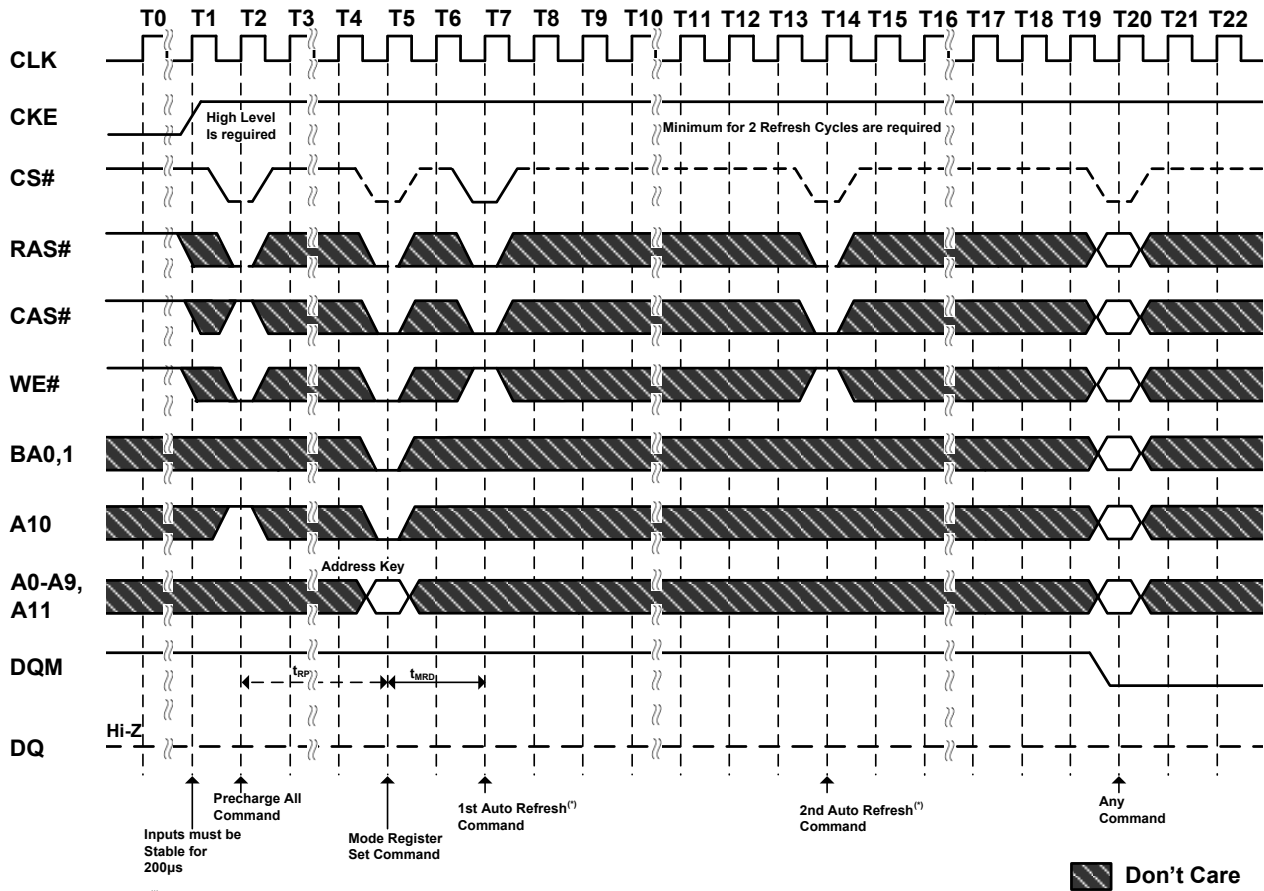 T0 T1 T2 T3 T4 T5 T6 T7 T8 T9 T10 T11 T12 T13 T14 T15 T16 T17 T18 T19 T20 T21 T22
CLK
CKE
High Level
Is reguired
Minimum for 2 Refresh Cycles are required
CS#
RAS#
CAS#
WE#
BA0,1
A10
Address Key
A0-A9,
A11
DQM
tRP
tMRD
Hi-Z
DQ
Inputs must be
Stable for
200µs
Precharge All
Command
Mode Register
Set Command
1st Auto Refresh(*)
Command
2nd Auto Refresh(*)
Command
Any
Command
Don't Care